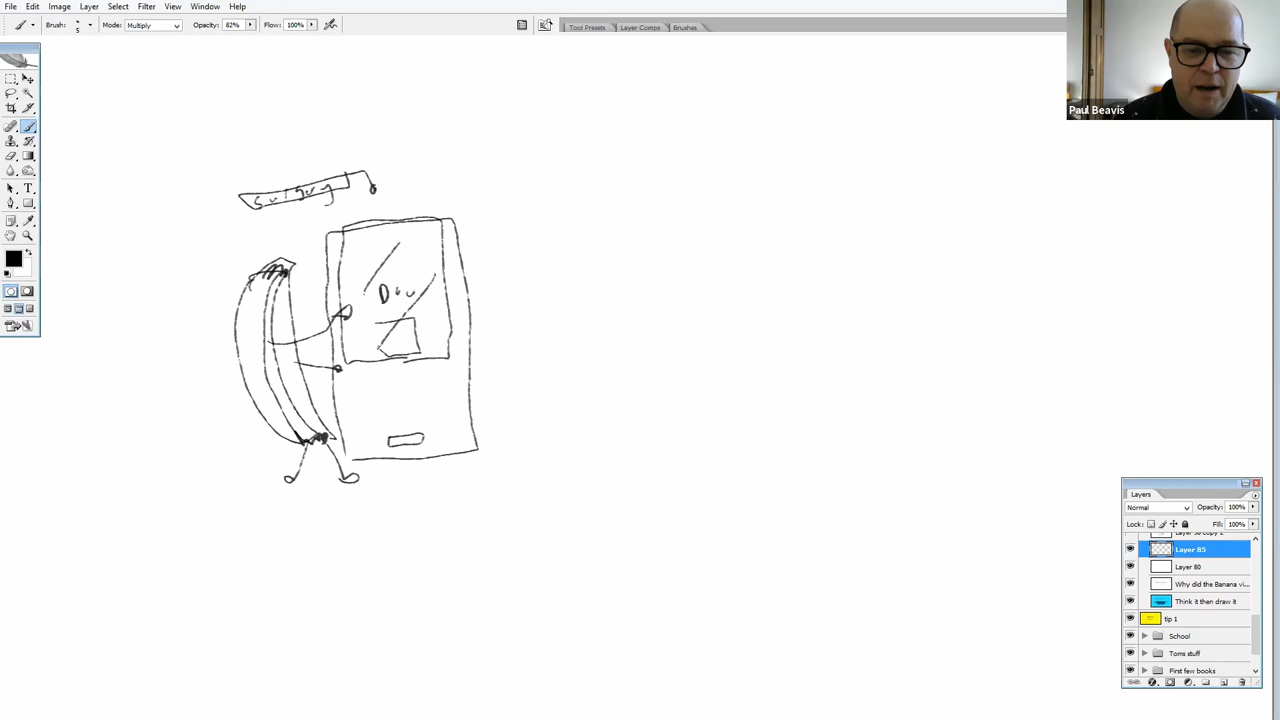 File Edit Image Layer Select Filter View Window Help
Brush: 5 Mode: Multiply Opacity: 82% Flow: 100%
Tool Presets Layer Comps Brushes
Paul Beavis
Layers
Normal Opacity: 100%
Lock: Fill: 100%
Layer 85
Layer 80
Why did the Banana vi...
Think it then draw it
tip 1
School
Toms stuff
First few books